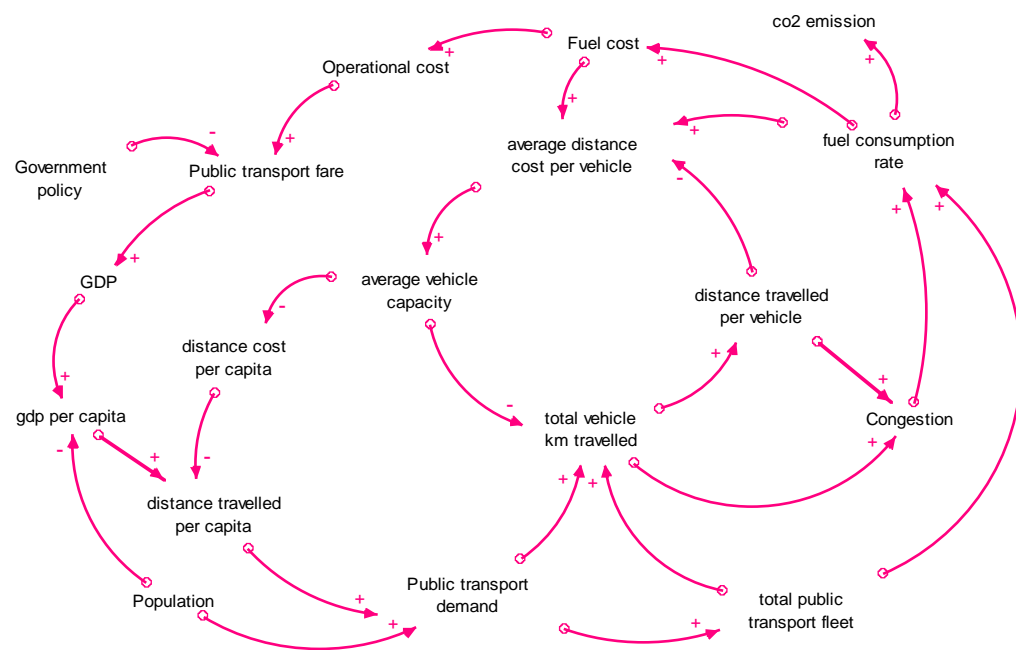 co2 emission
Fuel cost
Operational cost
average distance
cost per vehicle
fuel consumption
rate
Government
policy
Public transport fare
GDP
average vehicle
capacity
distance travelled
per vehicle
distance cost
per capita
gdp per capita
total vehicle
km travelled
Congestion
distance travelled
per capita
Population
Public transport
demand
total public
transport fleet